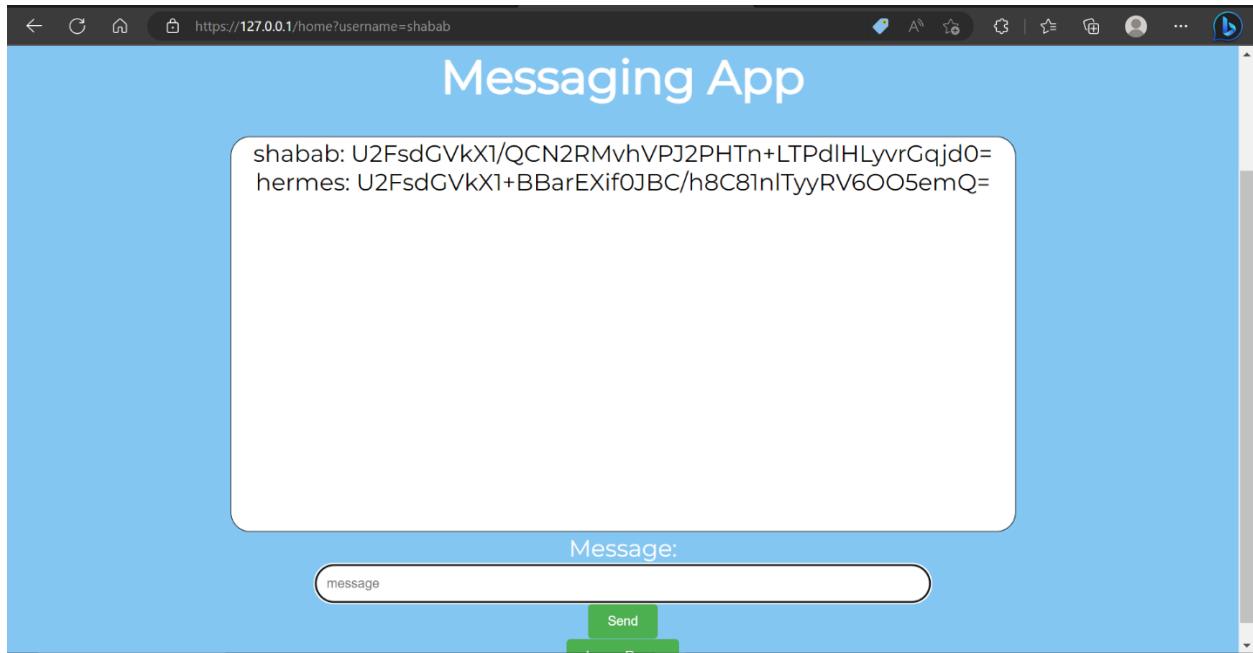 https://127.0.0.1/home?username=shabab
Messaging App
shabab: U2FsdGVkX1/QCN2RMvhVPJ2PHTn+LTPdlHLyvrGqjd0=
hermes: U2FsdGVkX1+BBarEXif0JBC/h8C81nlTyyRV6OO5emQ=
Message:
message
Send